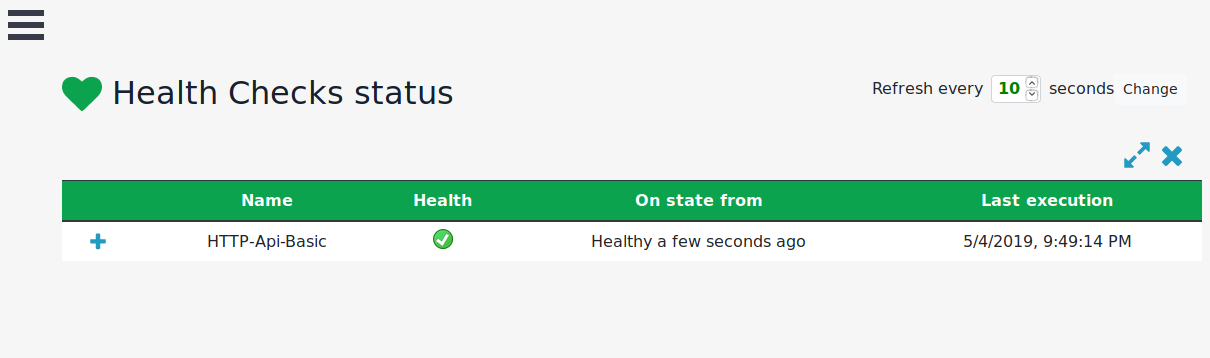 Health Checks status
Refresh every 10 seconds Change
Name Health On state from Last execution
HTTP-Api-Basic Healthy a few seconds ago 5/4/2019, 9:49:14 PM